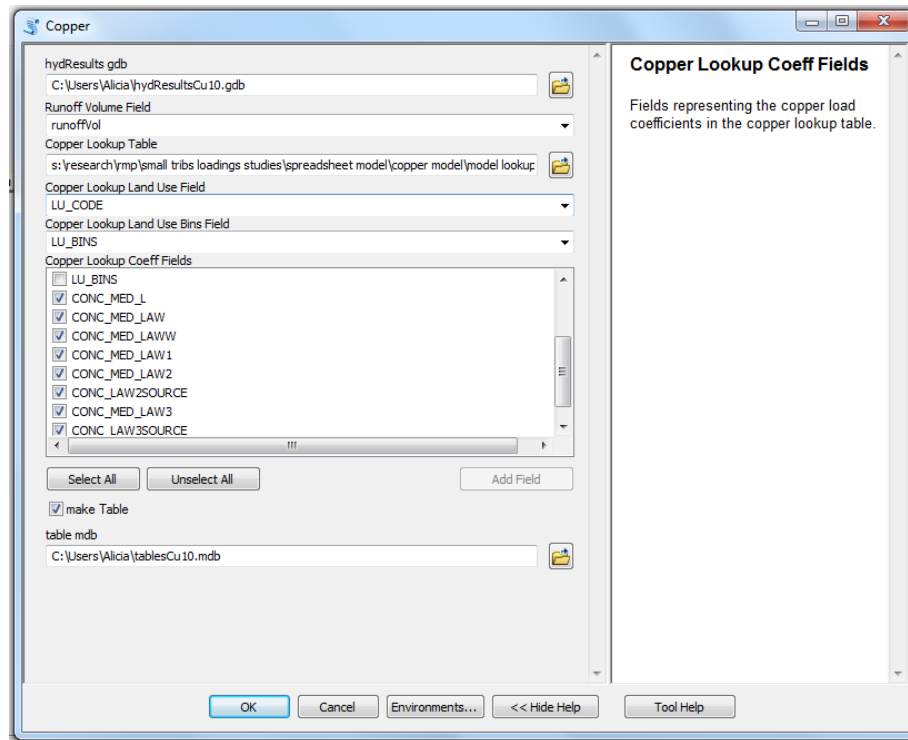 Copper
hydResults gdb
C:\Users\Alicia\hydResultsCu10.gdb
Runoff Volume Field
runoffVol
Copper Lookup Table
s:\research\rmp\small tribs loadings studies\spreadsheet model\copper model\model lookup
Copper Lookup Land Use Field
LU_CODE
Copper Lookup Land Use Bins Field
LU_BINS
Copper Lookup Coeff Fields
LU_BINS
CONC_MED_L
CONC_MED_LAW
CONC_MED_LAWW
CONC_MED_LAW1
CONC_MED_LAW2
CONC_LAW2SOURCE
CONC_MED_LAW3
CONC_LAW3SOURCE
Select All
Unselect All
Add Field
make Table
table mdb
C:\Users\Alicia\tablesCu10.mdb
Copper Lookup Coeff Fields
Fields representing the copper load
coefficients in the copper lookup table.
OK
Cancel
Environments...
<< Hide Help
Tool Help